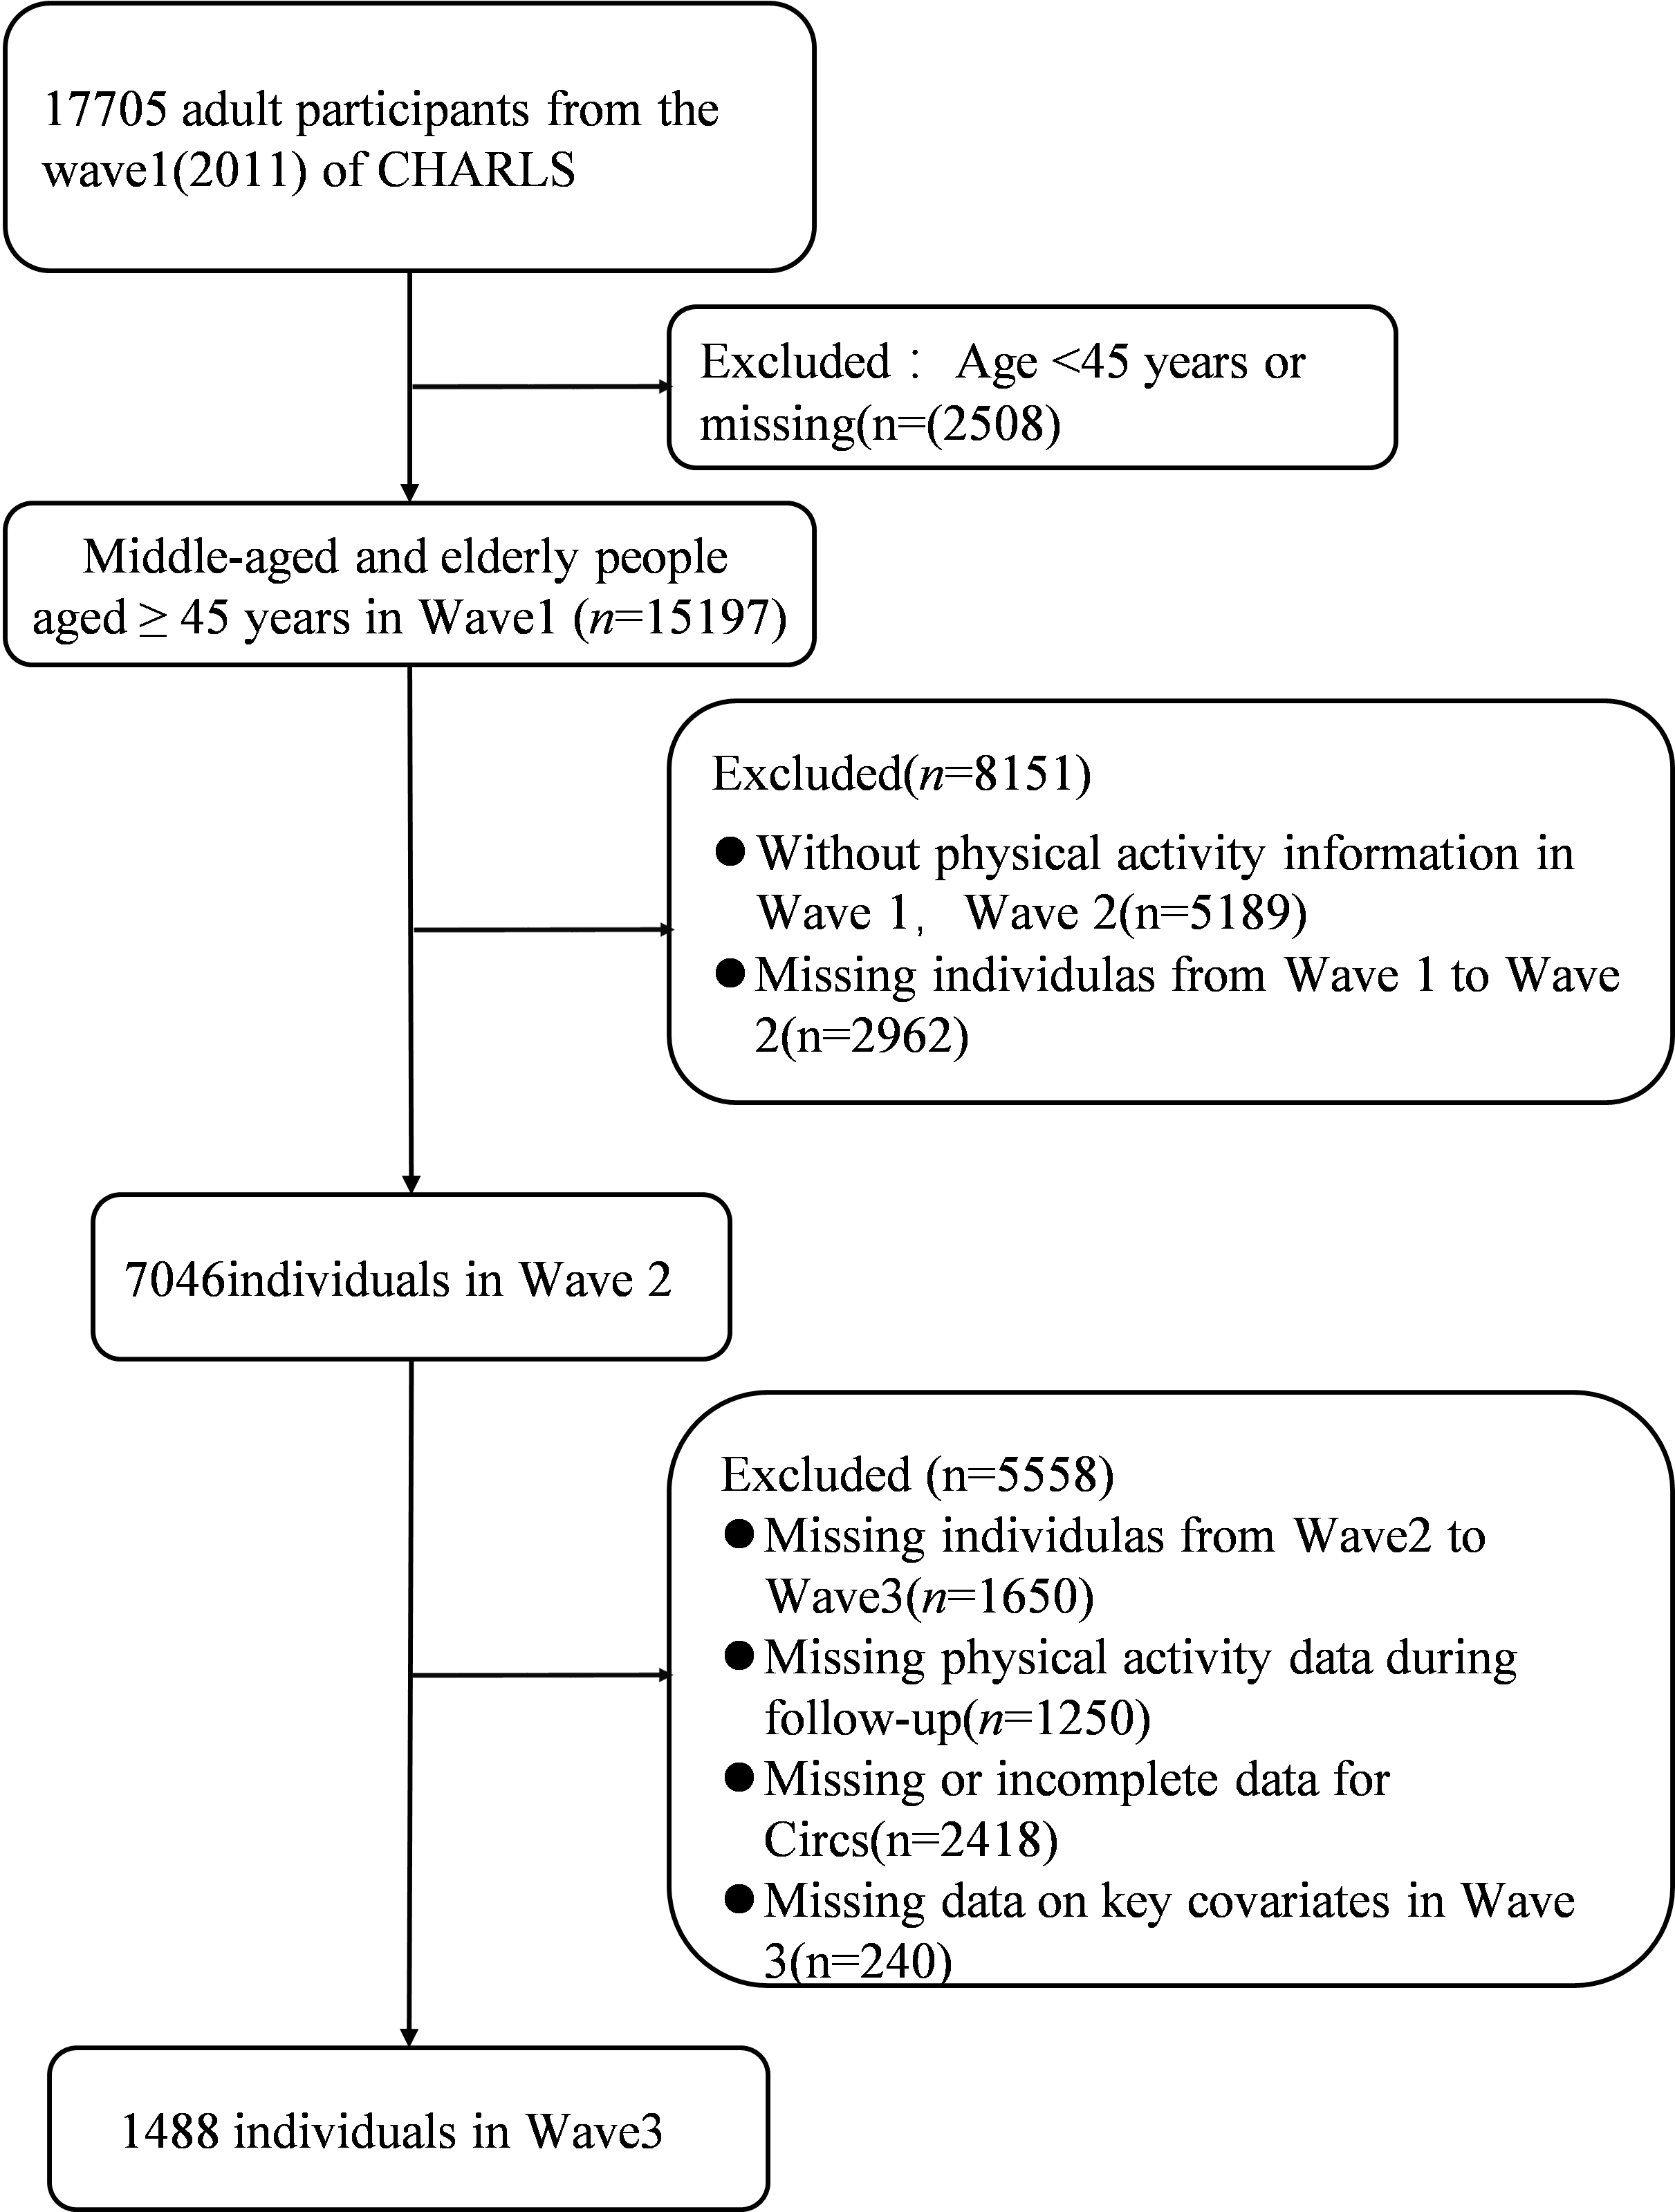 17705 adult participants from the
wave1(2011) of CHARLS
Excluded： Age <45 years or
missing(n=(2508)
Middle-aged and elderly people
aged ≥ 45 years in Wave1 (n=15197)
Excluded(n=8151)
● Without physical activity information in
Wave 1， Wave 2(n=5189)
● Missing individulas from Wave 1 to Wave
2(n=2962)
7046individuals in Wave 2
Excluded (n=5558)
● Missing individulas from Wave2 to
Wave3(n=1650)
● Missing physical activity data during
follow-up(n=1250)
● Missing or incomplete data for
Circs(n=2418)
● Missing data on key covariates in Wave
3(n=240)
1488 individuals in Wave3